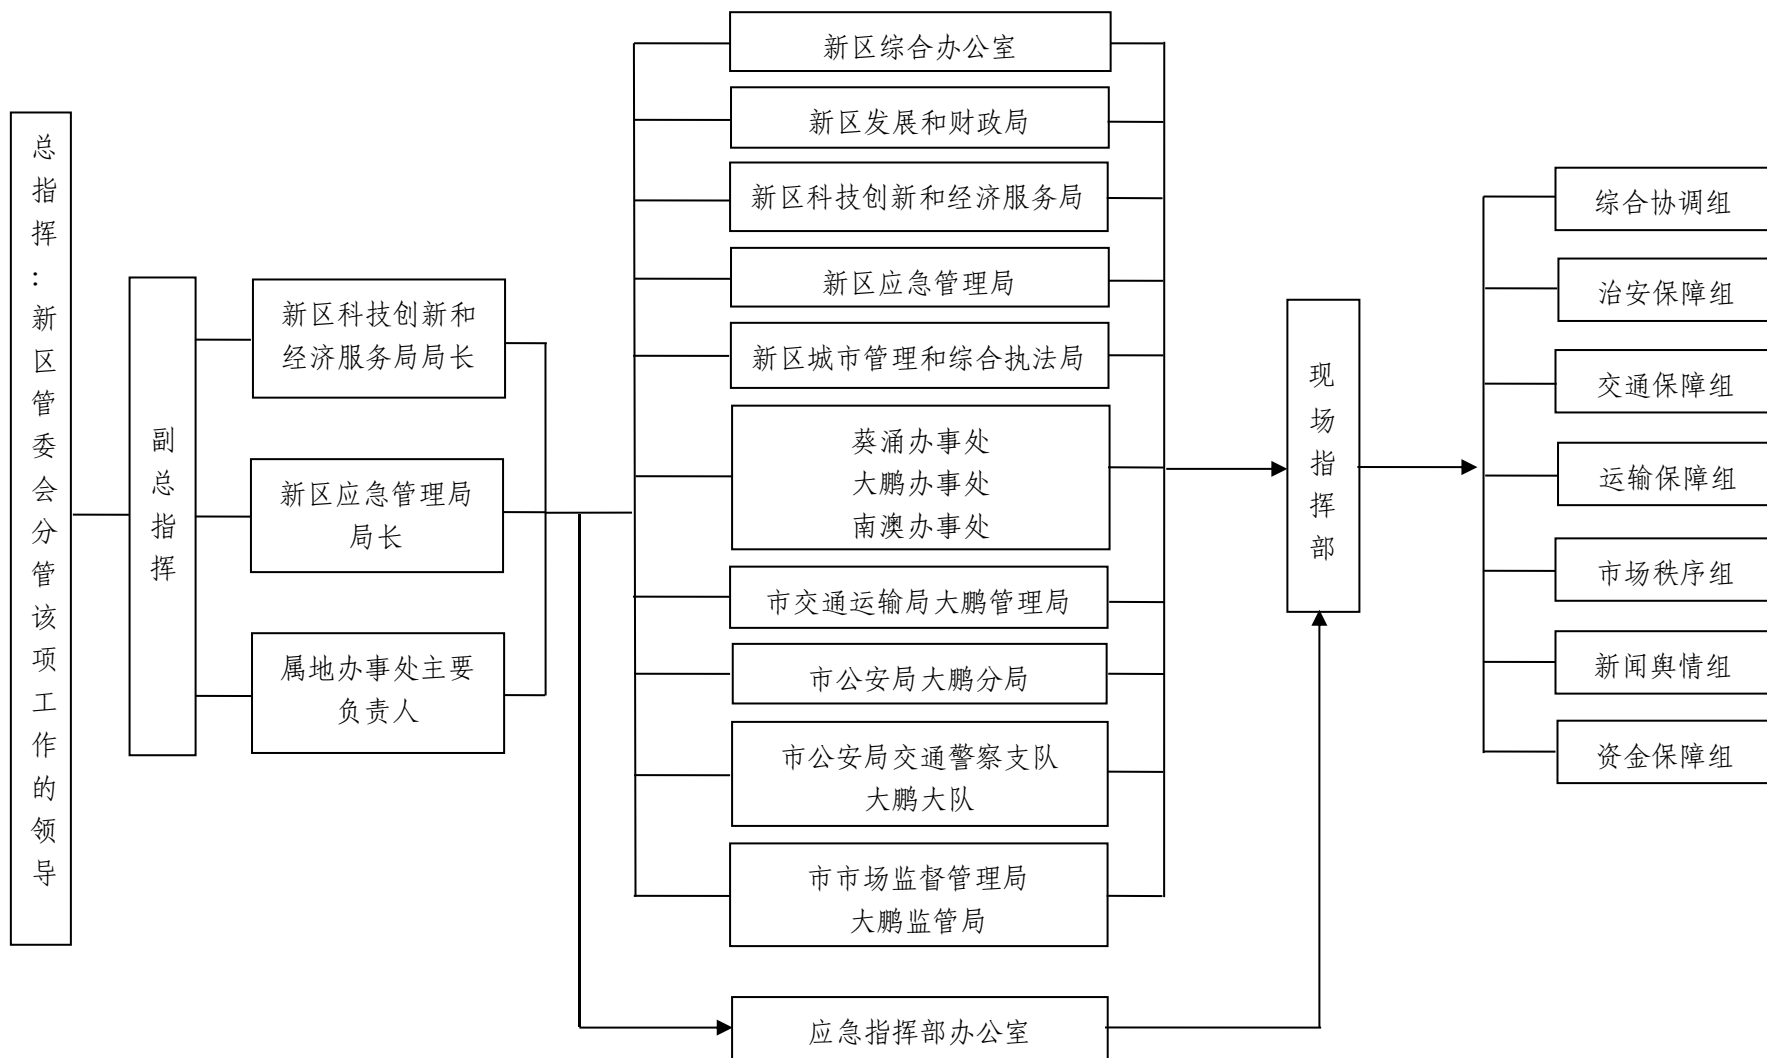 总指挥：新区管委会分管该项工作的领导
副总指挥
新区科技创新和
经济服务局局长
新区应急管理局
局长
属地办事处主要
负责人
新区综合办公室
新区发展和财政局
新区科技创新和经济服务局
新区应急管理局
新区城市管理和综合执法局
葵涌办事处
大鹏办事处
南澳办事处
市交通运输局大鹏管理局
市公安局大鹏分局
市公安局交通警察支队
大鹏大队
市市场监督管理局
大鹏监管局
应急指挥部办公室
现场指挥部
综合协调组
治安保障组
交通保障组
运输保障组
市场秩序组
新闻舆情组
资金保障组